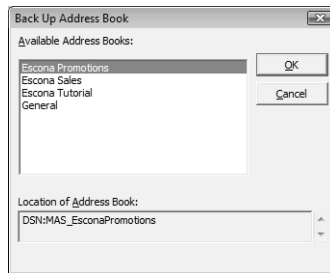 Back Up Address Book
Available Address Books:
Escona Promotions
OK
Escona Sales
Escona Tutorial
Cancel
General
Location of Address Book:
DSN:MAS_EsconaPromotions